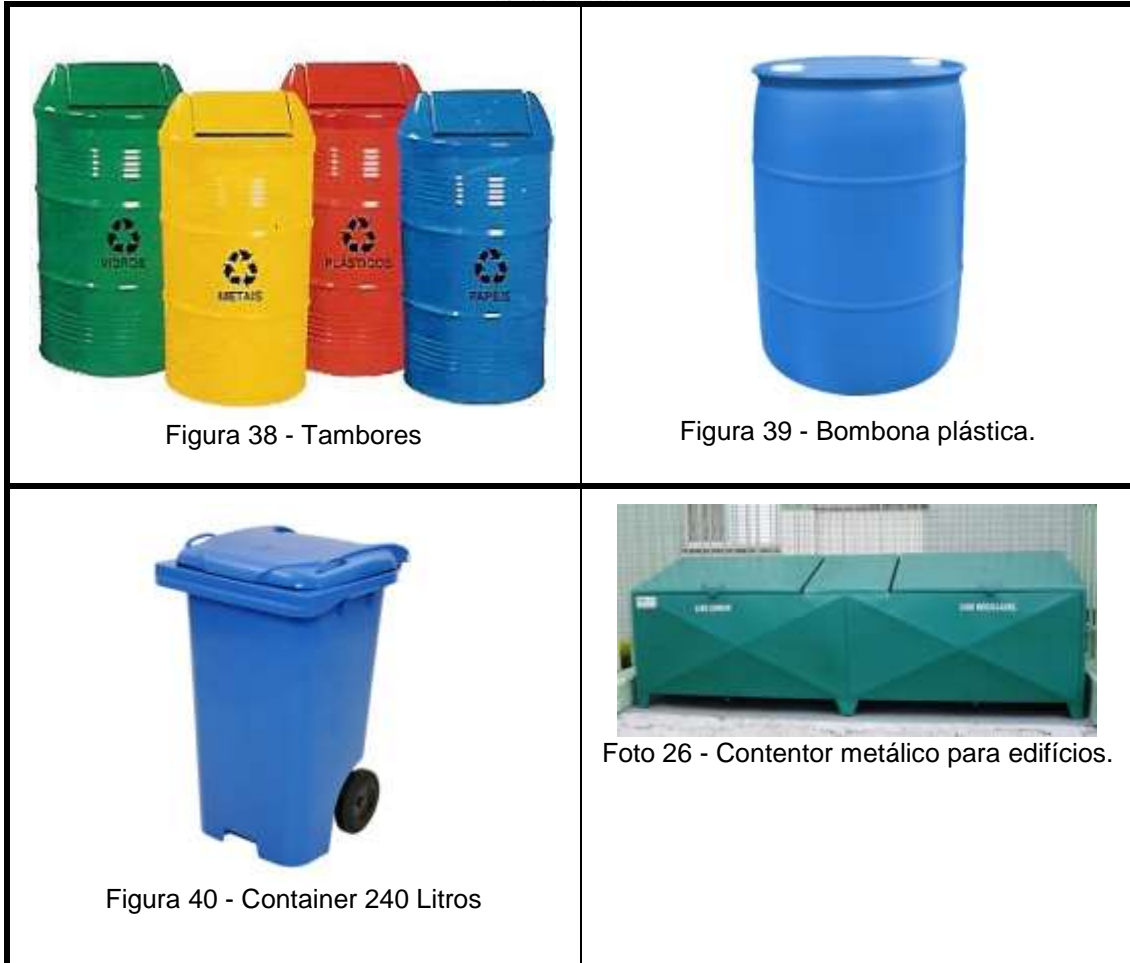 VIDROS
METAIS
PLÁSTICOS
PAPÉIS
Figura 38 - Tambores
Figura 39 - Bombona plástica.
Figura 40 - Container 240 Litros
Foto 26 - Contentor metálico para edifícios.